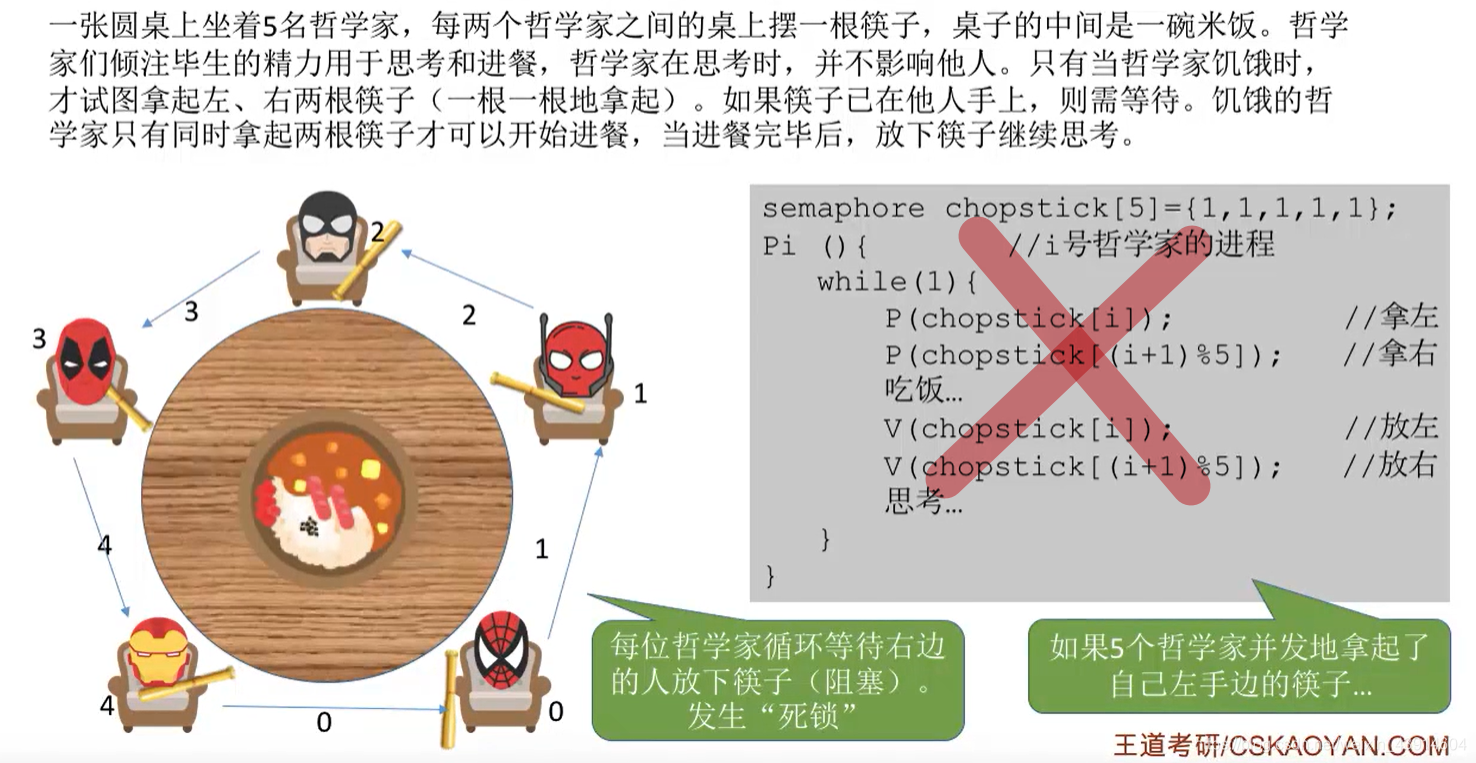 一张圆桌上坐着5名哲学家，每两个哲学家之间的桌上摆一根筷子，桌子的中间是一碗米饭。哲学
家们倾注毕生的精力用于思考和进餐，哲学家在思考时，并不影响他人。只有当哲学家饥饿时，
才试图拿起左、右两根筷子（一根一根地拿起）。如果筷子已在他人手上，则需等待。饥饿的哲
学家只有同时拿起两根筷子才可以开始进餐，当进餐完毕后，放下筷子继续思考。
2
3
2
3
1
4
1
4
0
0
semaphore chopstick[5]={1,1,1,1,1};
Pi (){ //i号哲学家的进程
while(1){
P(chopstick[i]); //拿左
P(chopstick[(i+1)%5]); //拿右
吃饭…
V(chopstick[i]); //放左
V(chopstick[(i+1)%5]); //放右
思考…
}
}
每位哲学家循环等待右边
的人放下筷子（阻塞）。
发生“死锁”
如果5个哲学家并发地拿起了
自己左手边的筷子…
王道考研/CSKAOYAN.COM